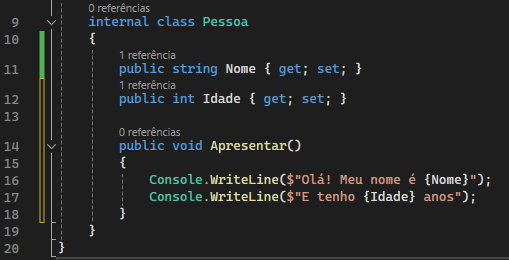 0 referências
9 internal class Pessoa
10 {
1 referência
11 public string Nome { get; set; }
1 referência
12 public int Idade { get; set; }
13
0 referências
14 public void Apresentar()
15 {
16 Console.WriteLine($"Olá! Meu nome é {Nome}");
17 Console.WriteLine($"E tenho {Idade} anos");
18 }
19 }
20 }